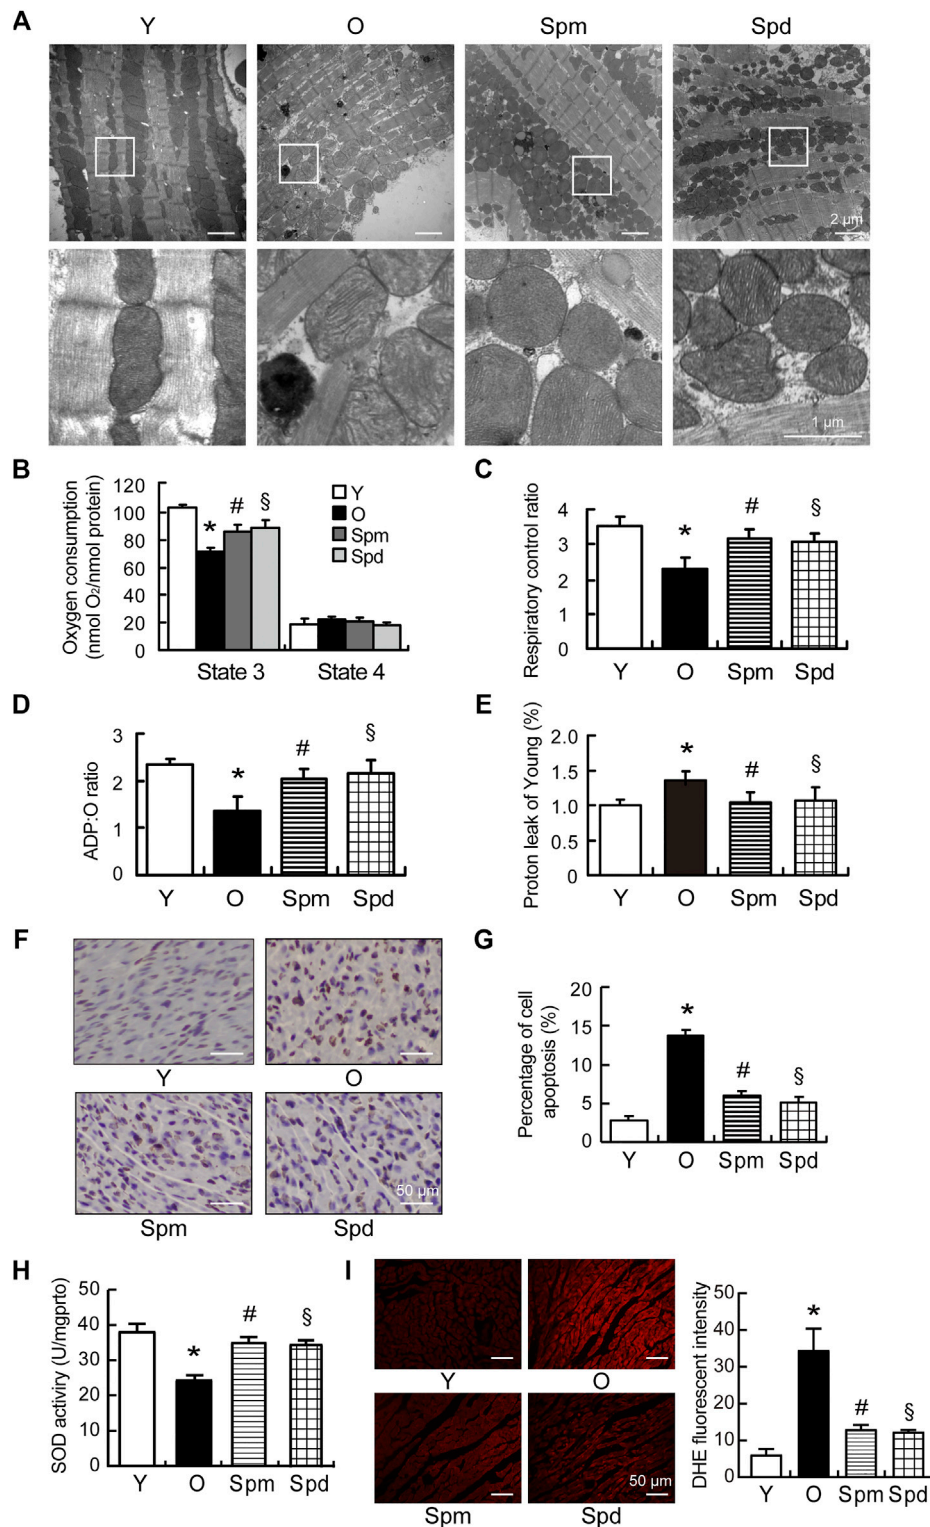 A
Y O Spm Spd
2 µm
1 µm
B
Oxygen consumption
(nmol O2/nmol protein)
120
100
80
60
40
20
0
* # §
Y
O
Spm
Spd
State 3 State 4
C
Respiratory control ratio
4
3
2
1
0
* # §
Y O Spm Spd
D
ADP:O ratio
3
2
1
0
* # §
Y O Spm Spd
E
Proton leak of Young (%)
2.0
1.5
1.0
0.5
0
* # §
Y O Spm Spd
F
Y O
50 µm
Spm Spd
G
Percentage of cell
apoptosis (%)
20
15
10
5
0
* # §
Y O Spm Spd
H
SOD activiry (U/mgprto)
50
40
30
20
10
0
* # §
Y O Spm Spd
I
Y O
50 µm
Spm Spd
DHE fluorescent intensity
50
40
30
20
10
0
* # §
Y O Spm Spd